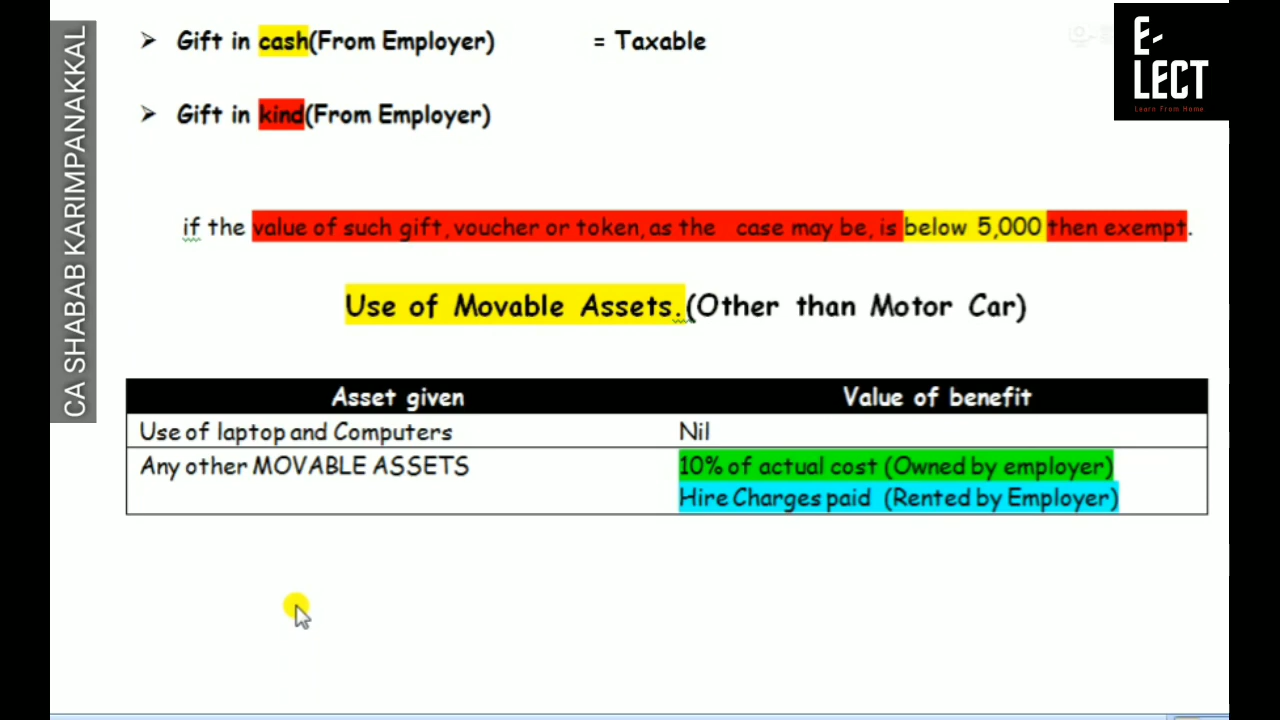 CA SHABAB KARIMPANAKKAL
➢ Gift in cash(From Employer) = Taxable
E-
LECT
Learn From Home
➢ Gift in kind(From Employer)
if the value of such gift, voucher or token, as the case may be, is below 5,000 then exempt.
Use of Movable Assets.(Other than Motor Car)
Asset given Value of benefit
Use of laptop and Computers Nil
Any other MOVABLE ASSETS 10% of actual cost (Owned by employer)
Hire Charges paid (Rented by Employer)